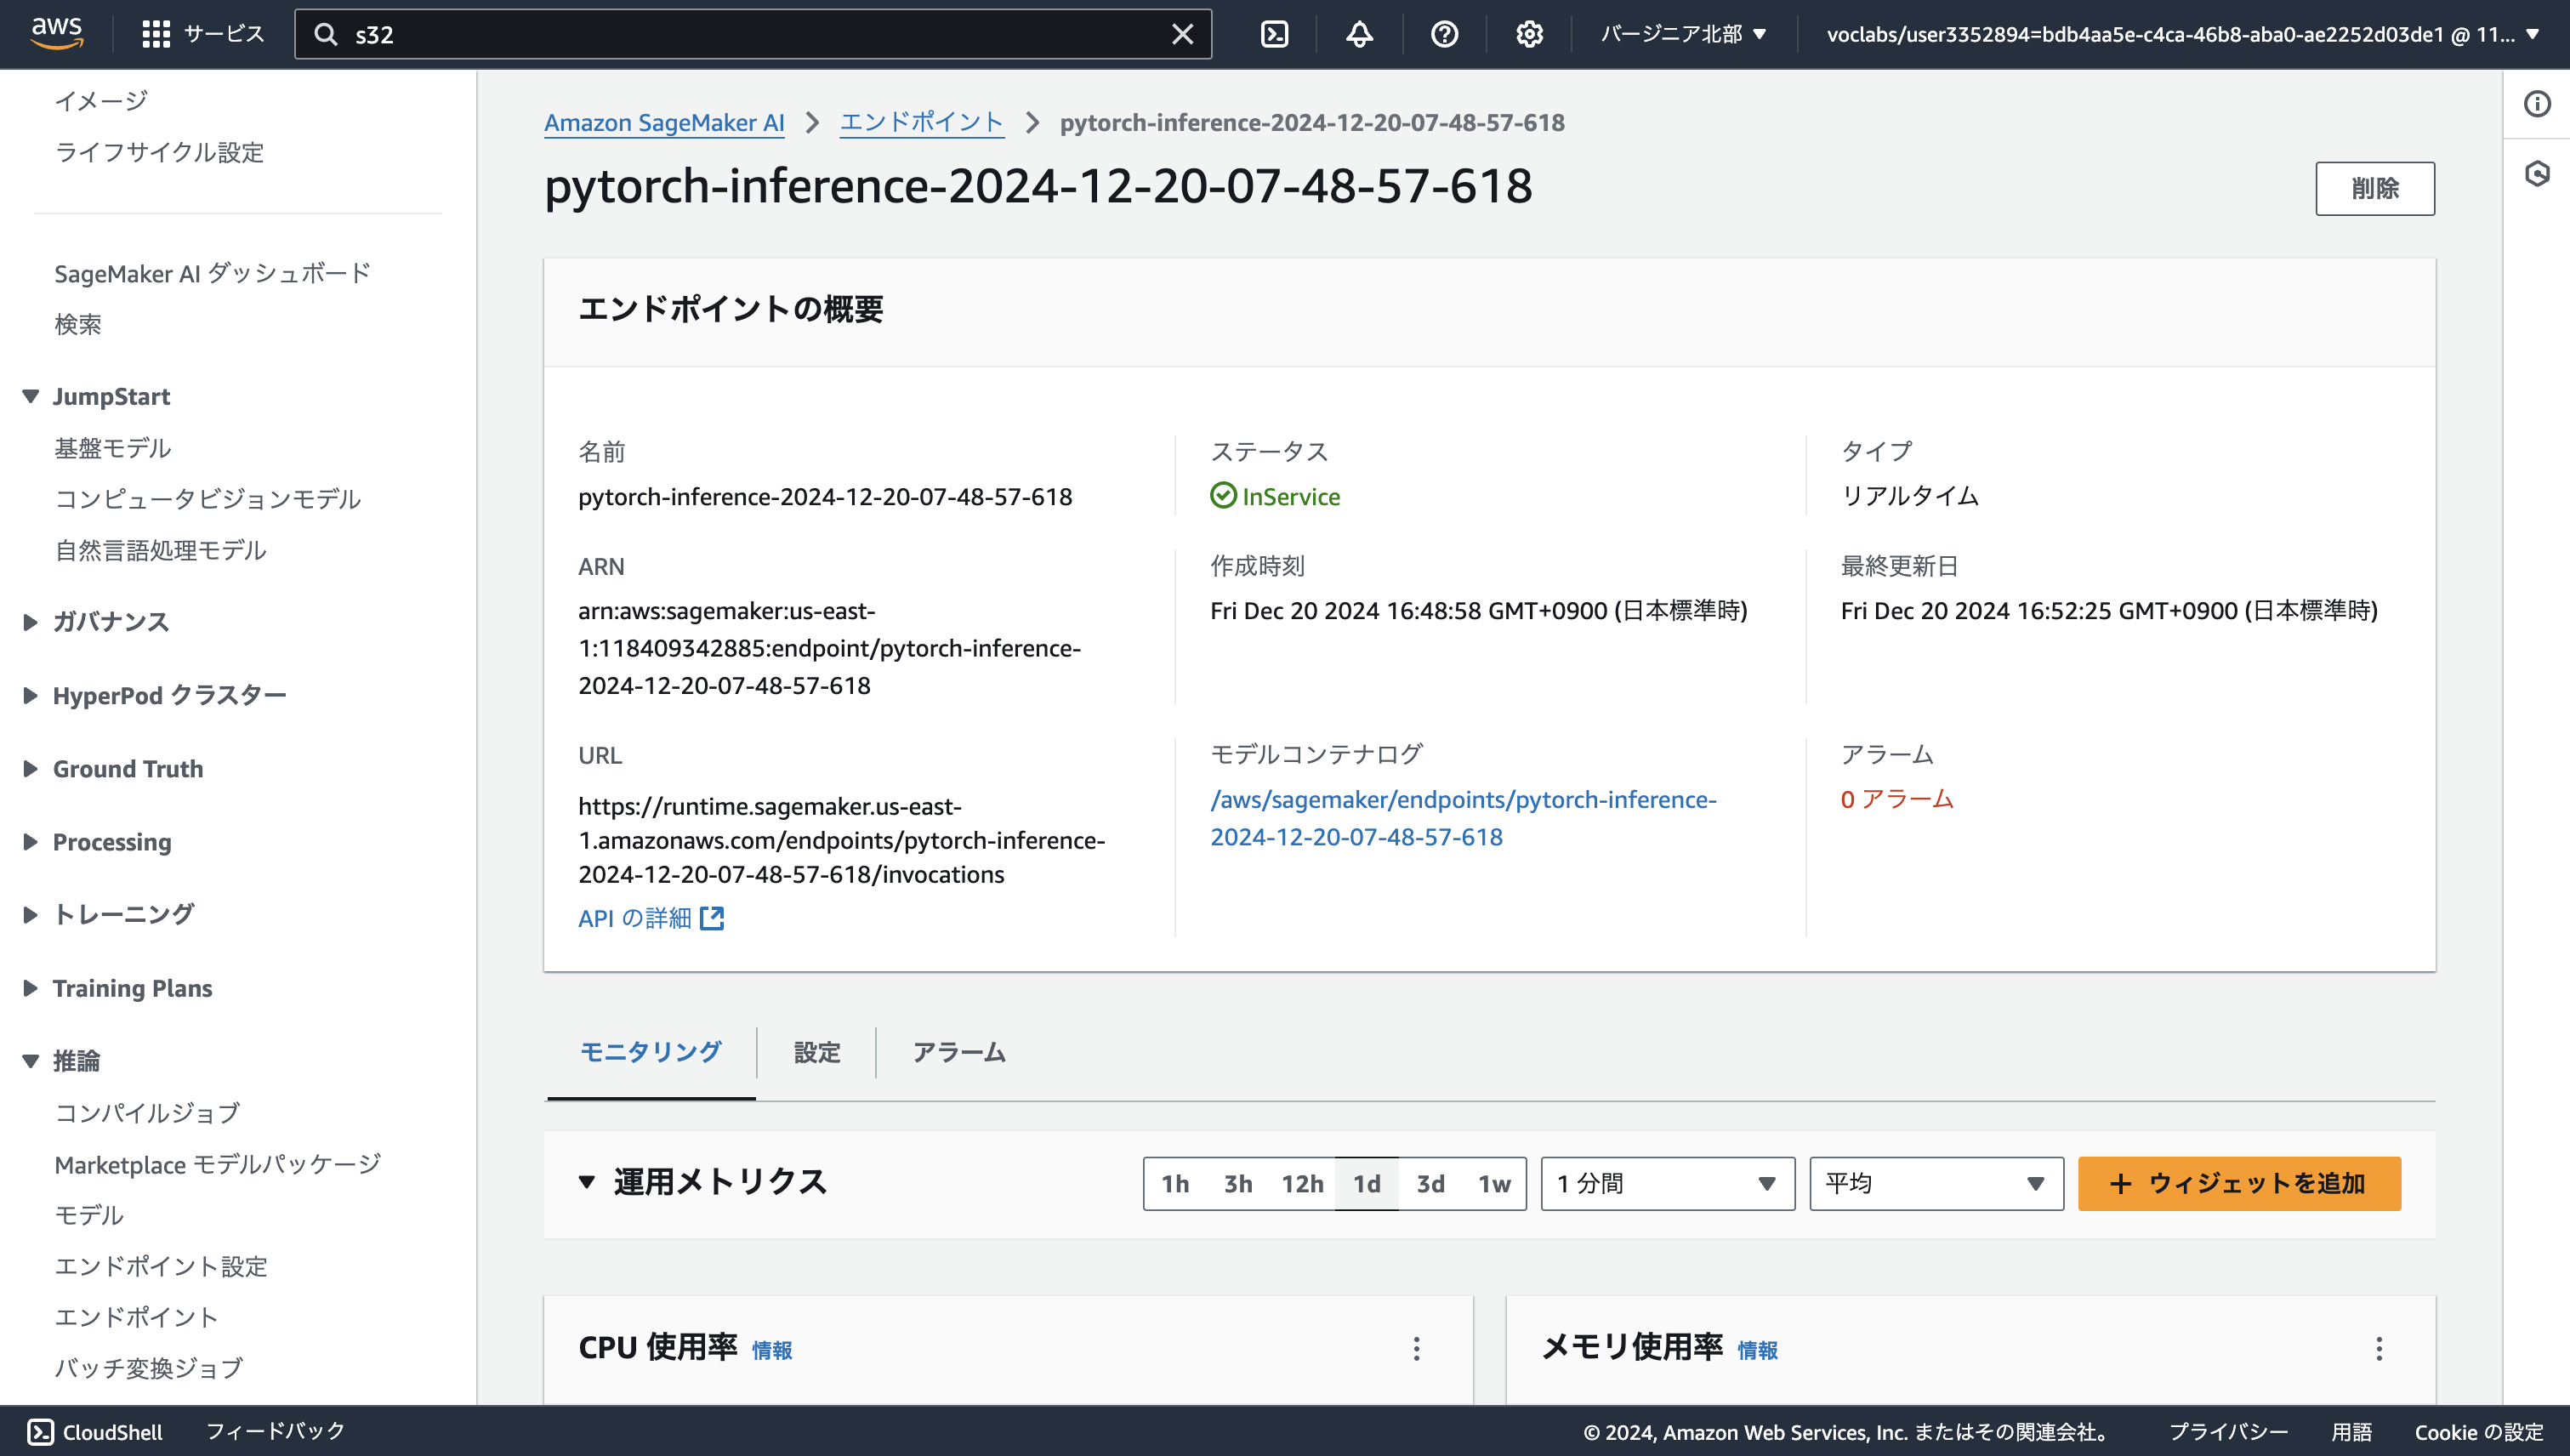 aws
サービス
s32
バージニア北部
voclabs/user3352894=bdb4aa5e-c4ca-46b8-aba0-ae2252d03de1 @ 11...
イメージ
ライフサイクル設定
SageMaker AI ダッシュボード
検索
JumpStart
基盤モデル
コンピュータビジョンモデル
自然言語処理モデル
ガバナンス
HyperPod クラスター
Ground Truth
Processing
トレーニング
Training Plans
推論
コンパイルジョブ
Marketplace モデルパッケージ
モデル
エンドポイント設定
エンドポイント
バッチ変換ジョブ
Amazon SageMaker AI
エンドポイント
pytorch-inference-2024-12-20-07-48-57-618
pytorch-inference-2024-12-20-07-48-57-618
削除
エンドポイントの概要
名前
pytorch-inference-2024-12-20-07-48-57-618
ステータス
InService
タイプ
リアルタイム
ARN
arn:aws:sagemaker:us-east-
1:118409342885:endpoint/pytorch-inference-
2024-12-20-07-48-57-618
作成時刻
Fri Dec 20 2024 16:48:58 GMT+0900 (日本標準時)
最終更新日
Fri Dec 20 2024 16:52:25 GMT+0900 (日本標準時)
URL
https://runtime.sagemaker.us-east-
1.amazonaws.com/endpoints/pytorch-inference-
2024-12-20-07-48-57-618/invocations
API の詳細
モデルコンテナログ
/aws/sagemaker/endpoints/pytorch-inference-
2024-12-20-07-48-57-618
アラーム
0 アラーム
モニタリング
設定
アラーム
運用メトリクス
1h 3h 12h 1d 3d 1w
1 分間
平均
+ ウィジェットを追加
CPU 使用率 情報
メモリ使用率 情報
CloudShell
フィードバック
© 2024, Amazon Web Services, Inc. またはその関連会社。
プライバシー
用語
Cookie の設定